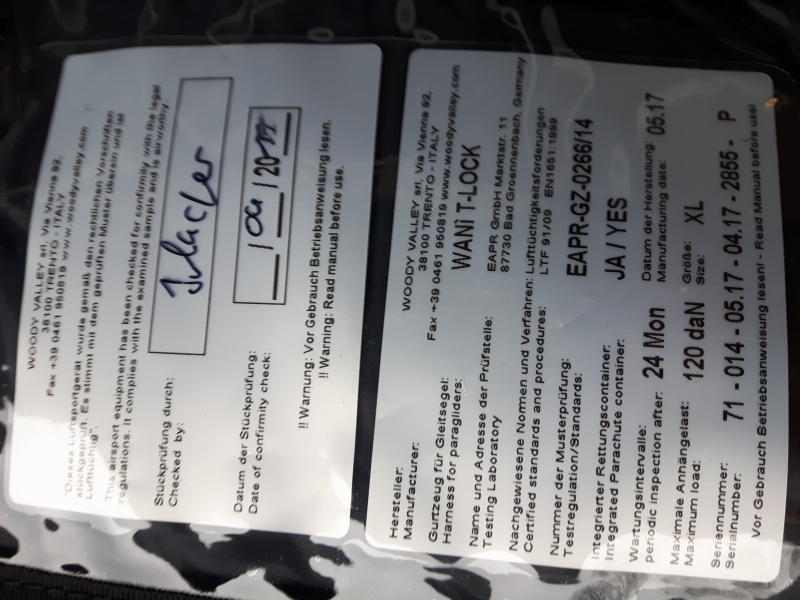 WOODY VALLEY srl, Via Vienna 92,
38100 TRENTO - ITALY
Fax +39 0461 950819 www.woodyvalley.com
"Dieses Luftsportgerät wurde gemäß den rechtlichen Vorschriften
stückgeprüft. Es stimmt mit dem geprüften Muster überein und ist
Lufttüchtig".
This airsport equipment has been checked for confirmity with the legal
regulations. It complies with the examined sample and is airworthy.
Stückprüfung durch:
Checked by:
Datum der Stückprüfung:
Date of confirmity check:
/ 09 / 20 17
!! Warnung: Vor Gebrauch Betriebsanweisung lesen.
!! Warning: Read manual before use.
Hersteller:
Manufacturer:
WOODY VALLEY srl, Via Vienna 92,
38100 TRENTO - ITALY
Fax +39 0461 950819 www.woodyvalley.com
Gurtzeug für Gleitsegel:
Harness for paragliders:
WANI T-LOCK
Name und Adresse der Prüfstelle:
Testing Laboratory
EAPR GmbH Marktstr. 11
87730 Bad Groennenbach, Germany
Nachgewiesene Normen und Verfahren: Lufttüchtigkeitsforderungen
Certified standards and procedures: LTF 91/09 EN1651:1999
Nummer der Musterprüfung:
Testregulation/Standards:
EAPR-GZ-0266/14
Integrierter Rettungscontainer:
Integrated Parachute container:
JA / YES
Wartungsintervalle:
periodic inspection after:
24 Mon
Datum der Herstellung:
Manufacturing date:
05.17
Maximale Anhangelast:
Maximum load:
120 daN
Größe:
Size:
XL
Seriennummer:
Serialnumber:
71 - 014 - 05.17 - 04.17 - 2855 - P
Vor Gebrauch Betriebsanweisung lesen! - Read Manual before use!